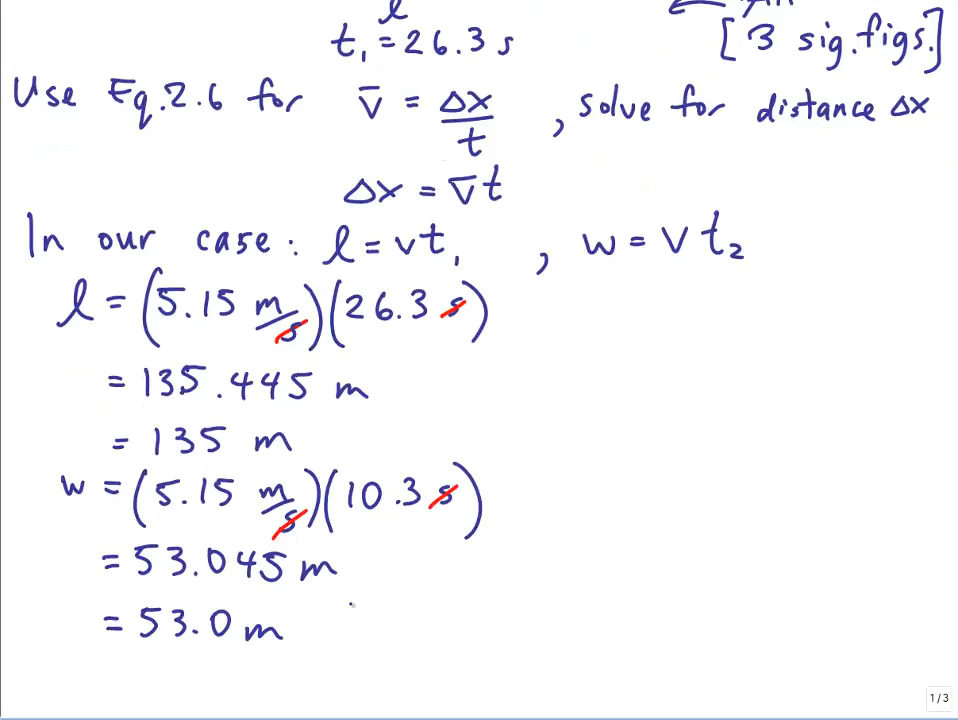 l
t₁ = 26.3 s
[3 sig.figs.]
Use Eq.2.6 for v̄ = Δx/t , solve for distance Δx
Δx = v̄t
In our case: l = vt₁ , w = vt₂
l = (5.15 m/s)(26.3 s)
= 135.445 m
= 135 m
w = (5.15 m/s)(10.3 s)
= 53.045 m
= 53.0 m
1/3